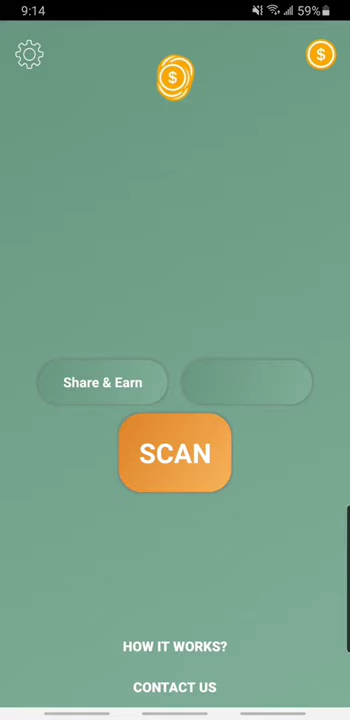 9:14
59%
$
$
Share & Earn
SCAN
HOW IT WORKS?
CONTACT US